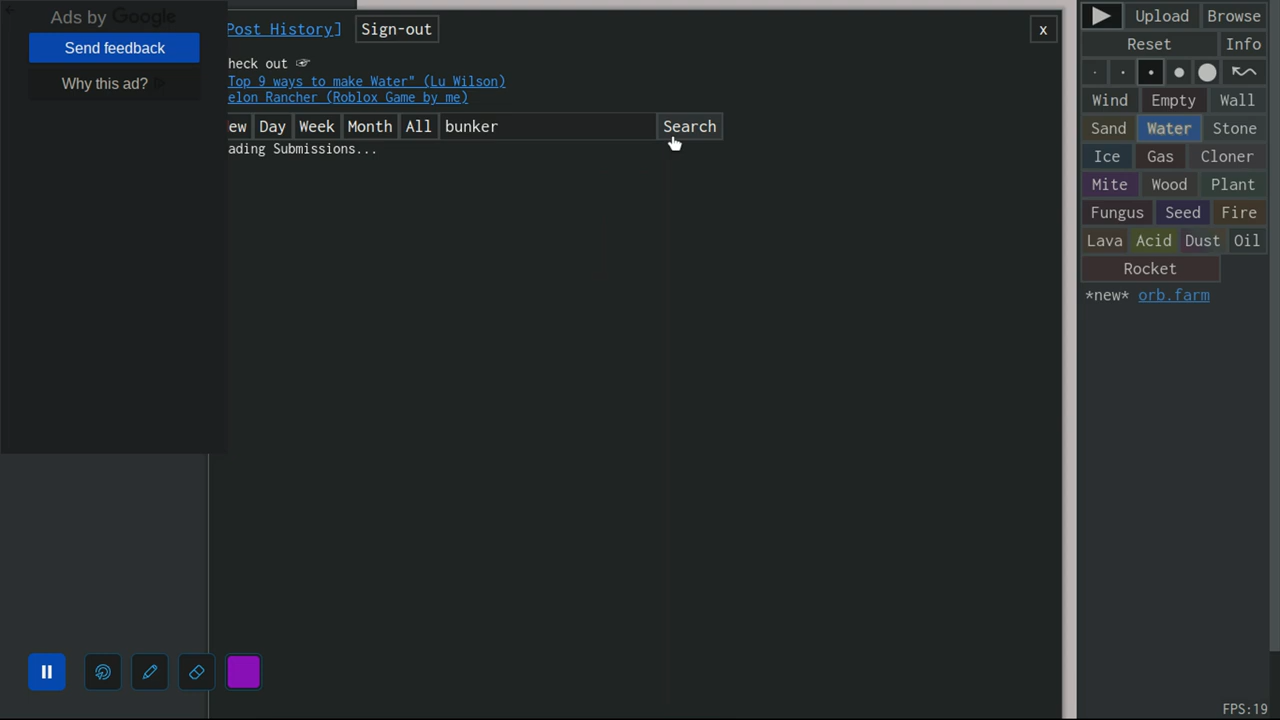 Ads by Google
Send feedback
Why this ad?
Post History]
Sign-out
x
heck out ☞
Top 9 ways to make Water" (Lu Wilson)
elon Rancher (Roblox Game by me)
ew Day Week Month All bunker Search
ading Submissions...
Upload Browse
Reset Info
Wind Empty Wall
Sand Water Stone
Ice Gas Cloner
Mite Wood Plant
Fungus Seed Fire
Lava Acid Dust Oil
Rocket
*new* orb.farm
FPS:19